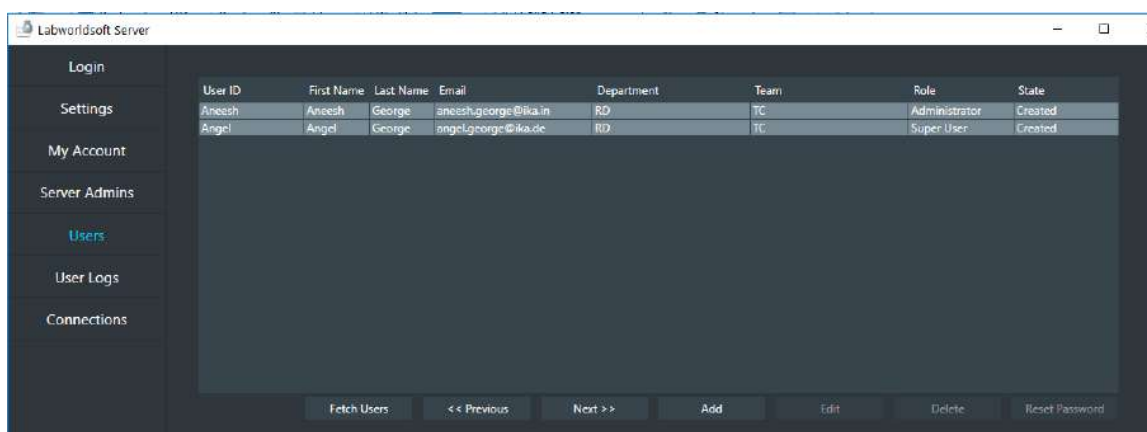 Labworldsoft Server
Login
Settings
My Account
Server Admins
Users
User Logs
Connections
User ID First Name Last Name Email Department Team Role State
Aneesh Aneesh George aneesh.george@ika.in RD TC Administrator Created
Angel Angel George angel.george@ika.de RD TC Super User Created
Fetch Users << Previous Next >> Add Edit Delete Reset Password